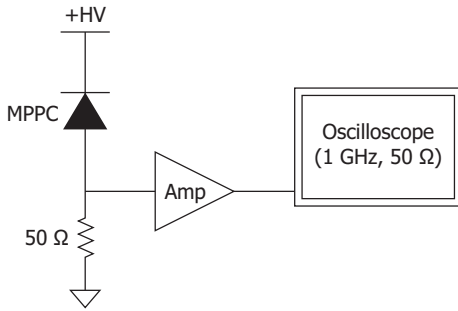 +HV
MPPC
Oscilloscope
(1 GHz, 50 Ω)
Amp
50 Ω